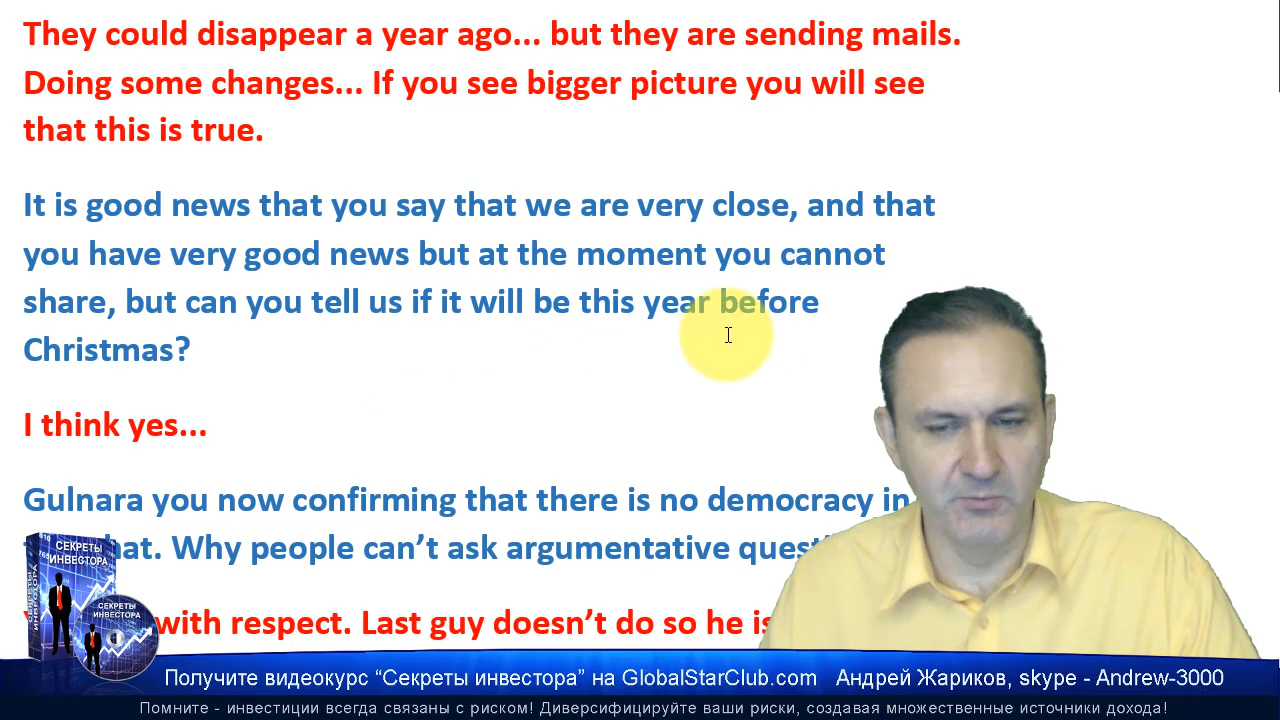 They could disappear a year ago... but they are sending mails.
Doing some changes... If you see bigger picture you will see
that this is true.
It is good news that you say that we are very close, and that
you have very good news but at the moment you cannot
share, but can you tell us if it will be this year before
Christmas?
I think yes...
Gulnara you now confirming that there is no democracy in
Why people can't ask argumentative
with respect. Last guy doesn't do so he is
СЕКРЕТЫ
ИНВЕСТОРА
СЕКРЕТЫ
ИНВЕСТОРА
Получите видеокурс “Секреты инвестора” на GlobalStarClub.com Андрей Жариков, skype - Andrew-3000
Помните - инвестиции всегда связаны с риском! Диверсифицируйте ваши риски, создавая множественные источники дохода!